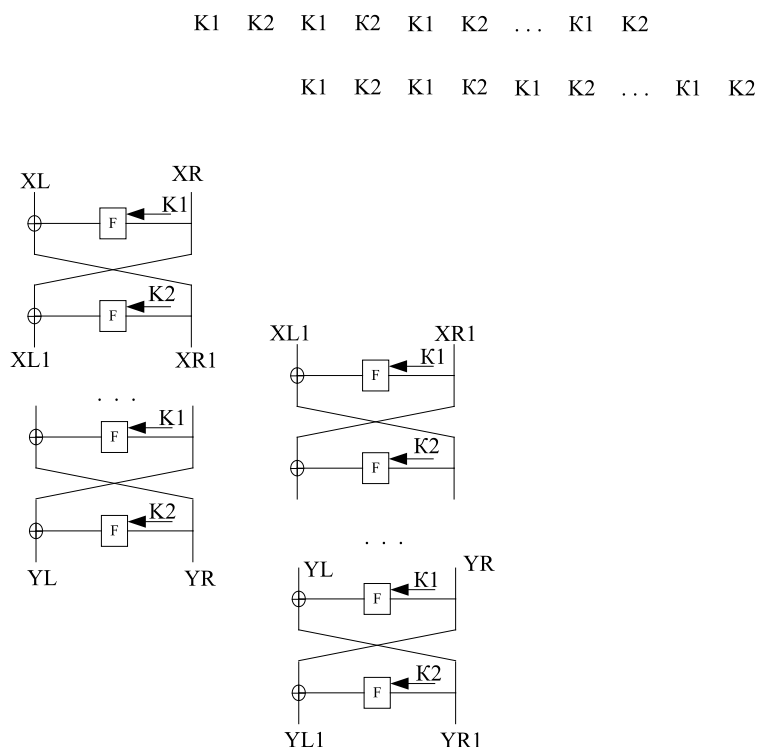 K1 K2 K1 K2 K1 K2 ... K1 K2
K1 K2 K1 K2 K1 K2 ... K1 K2
XL XR
F K1
F K2
XL1 XR1
. . .
F K1
F K2
YL YR
XL1 XR1
F K1
F K2
. . .
YL YR
F K1
F K2
YL1 YR1